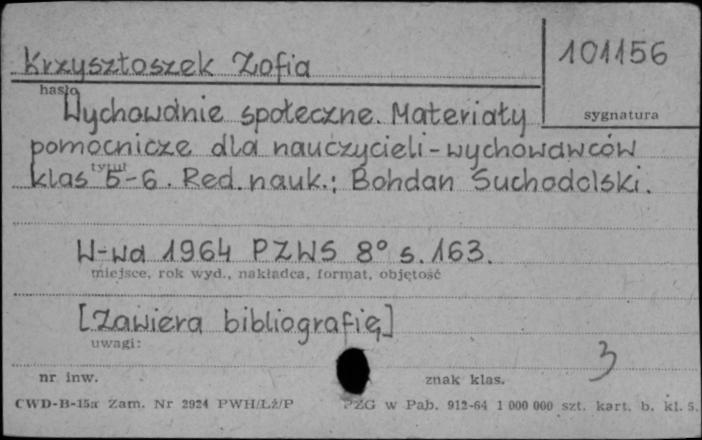 Krzysztoszek Zofia
101156
hasło
sygnatura
Wychowanie społeczne. Materiały
pomocnicze dla nauczycieli-wychowawców
tytuł
klas 5-6. Red. nauk.: Bohdan Suchodolski.
W-wa 1964 PZWS 8° s. 163.
miejsce, rok wyd., nakładca, format, objętość
[Zawiera bibliografię]
uwagi:
3
nr inw.
znak klas.
CWD-B-15a Zam. Nr 2924 PWH/Łż/P PZG w Pab. 912-64 1 000 000 szt. kart. b. kl. 5.